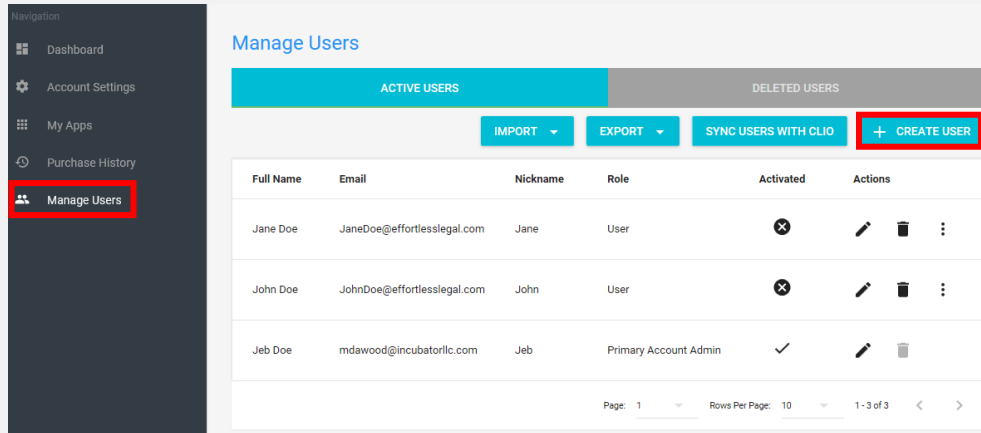 Navigation
Dashboard
Account Settings
My Apps
Purchase History
Manage Users
Manage Users
ACTIVE USERS DELETED USERS
IMPORT EXPORT SYNC USERS WITH CLIO + CREATE USER
Full Name Email Nickname Role Activated Actions
Jane Doe JaneDoe@effortlesslegal.com Jane User
John Doe JohnDoe@effortlesslegal.com John User
Jeb Doe mdawood@incubatorllc.com Jeb Primary Account Admin
Page: 1 Rows Per Page: 10 1 - 3 of 3